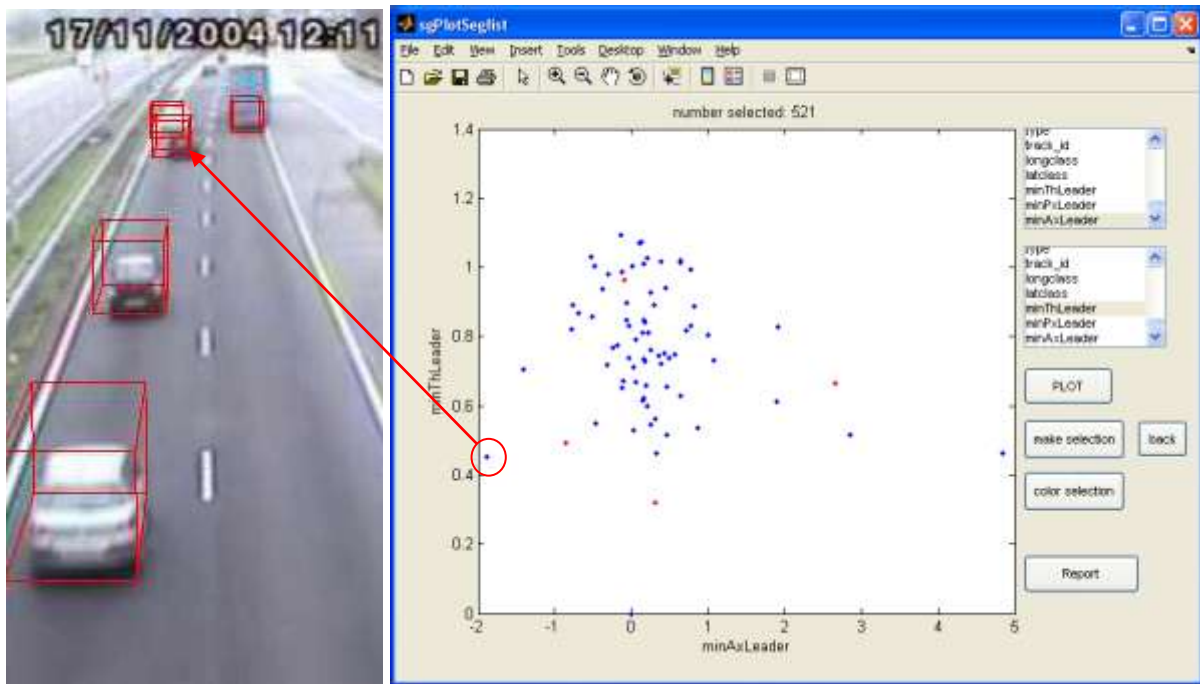 17/11/2004 12:11
sgPlotSeglist
File Edit View Insert Tools Desktop Window Help
number selected: 521
1.4
1.2
1
0.8
0.6
0.4
0.2
0
-2
-1
0
1
2
3
4
5
minThLeader
minAxLeader
type
track_id
longclass
latclass
minThLeader
minPxLeader
minAxLeader
type
track_id
longclass
latclass
minThLeader
minPxLeader
minAxLeader
PLOT
make selection
back
color selection
Report